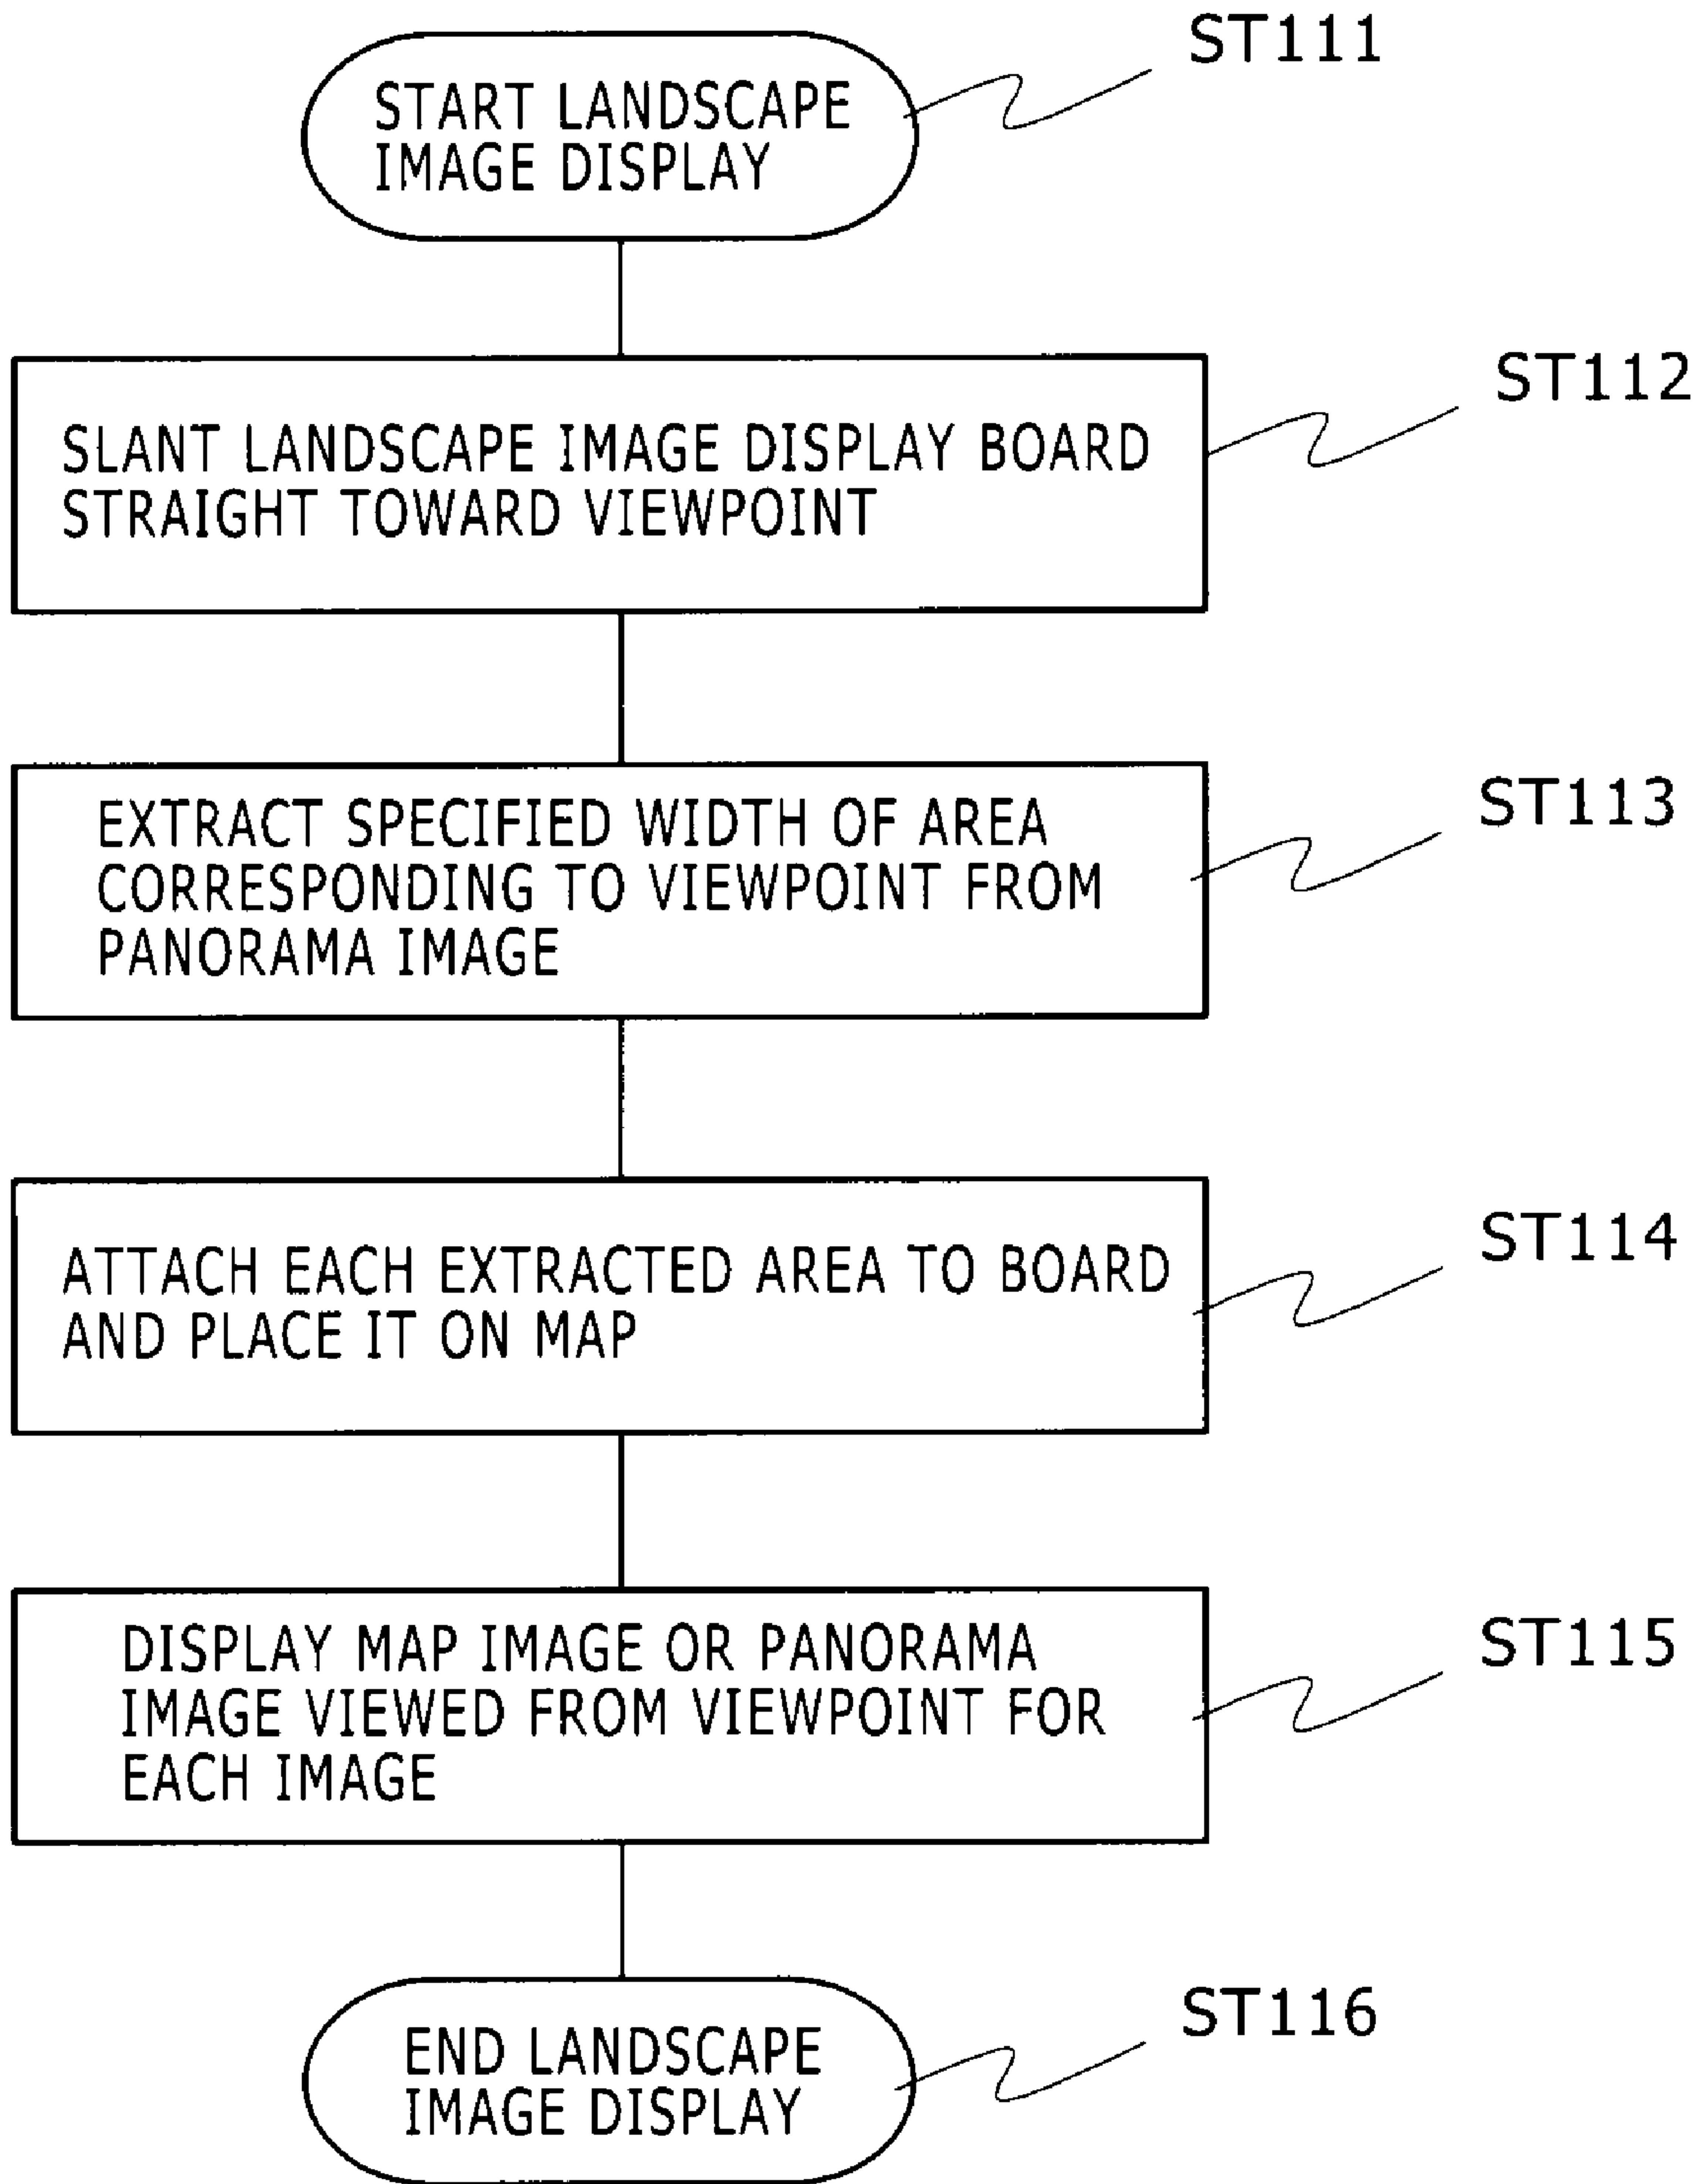 START LANDSCAPE
IMAGE DISPLAY
ST111
SLANT LANDSCAPE IMAGE DISPLAY BOARD
STRAIGHT TOWARD VIEWPOINT
ST112
EXTRACT SPECIFIED WIDTH OF AREA
CORRESPONDING TO VIEWPOINT FROM
PANORAMA IMAGE
ST113
ATTACH EACH EXTRACTED AREA TO BOARD
AND PLACE IT ON MAP
ST114
DISPLAY MAP IMAGE OR PANORAMA
IMAGE VIEWED FROM VIEWPOINT FOR
EACH IMAGE
ST115
END LANDSCAPE
IMAGE DISPLAY
ST116